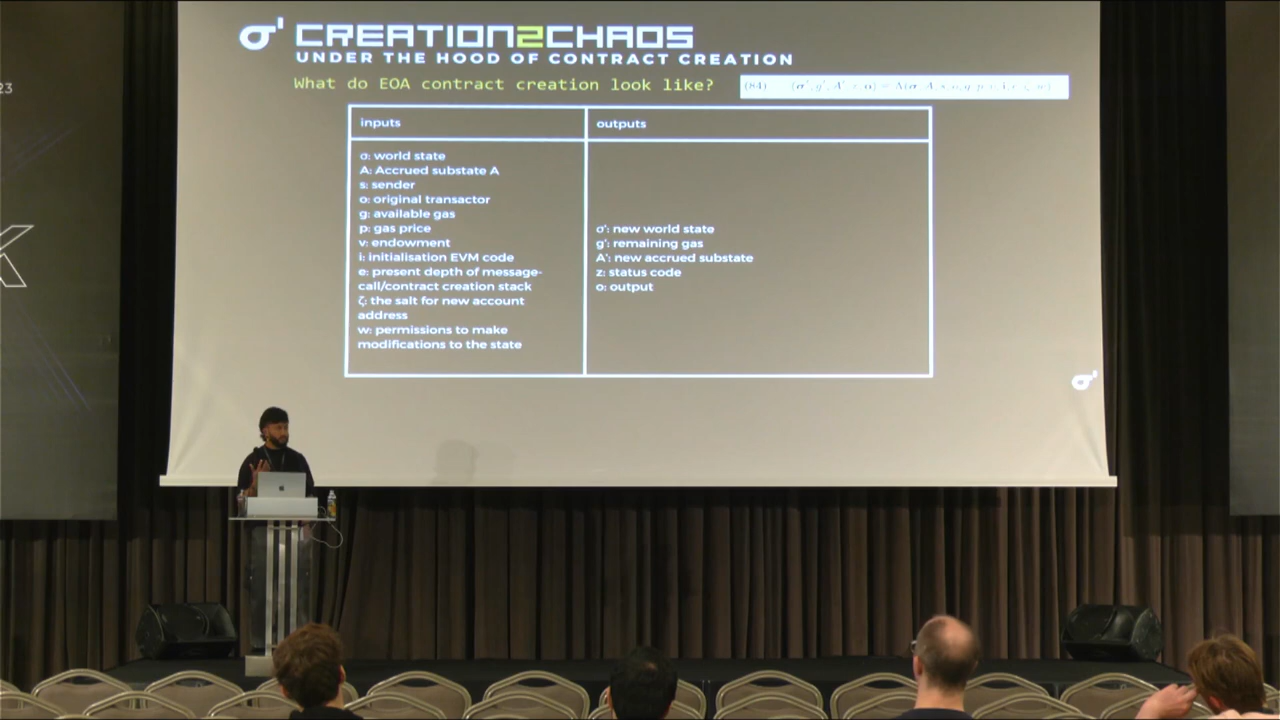 σ' CREATION2CHAOS
UNDER THE HOOD OF CONTRACT CREATION
What do EOA contract creation look like?
(84)
inputs
outputs
σ: world state
A: Accrued substate A
s: sender
o: original transactor
g: available gas
p: gas price
v: endowment
i: initialisation EVM code
e: present depth of message-
call/contract creation stack
ζ: the salt for new account
address
w: permissions to make
modifications to the state
σ': new world state
g': remaining gas
A': new accrued substate
z: status code
o: output
σ'
23
X